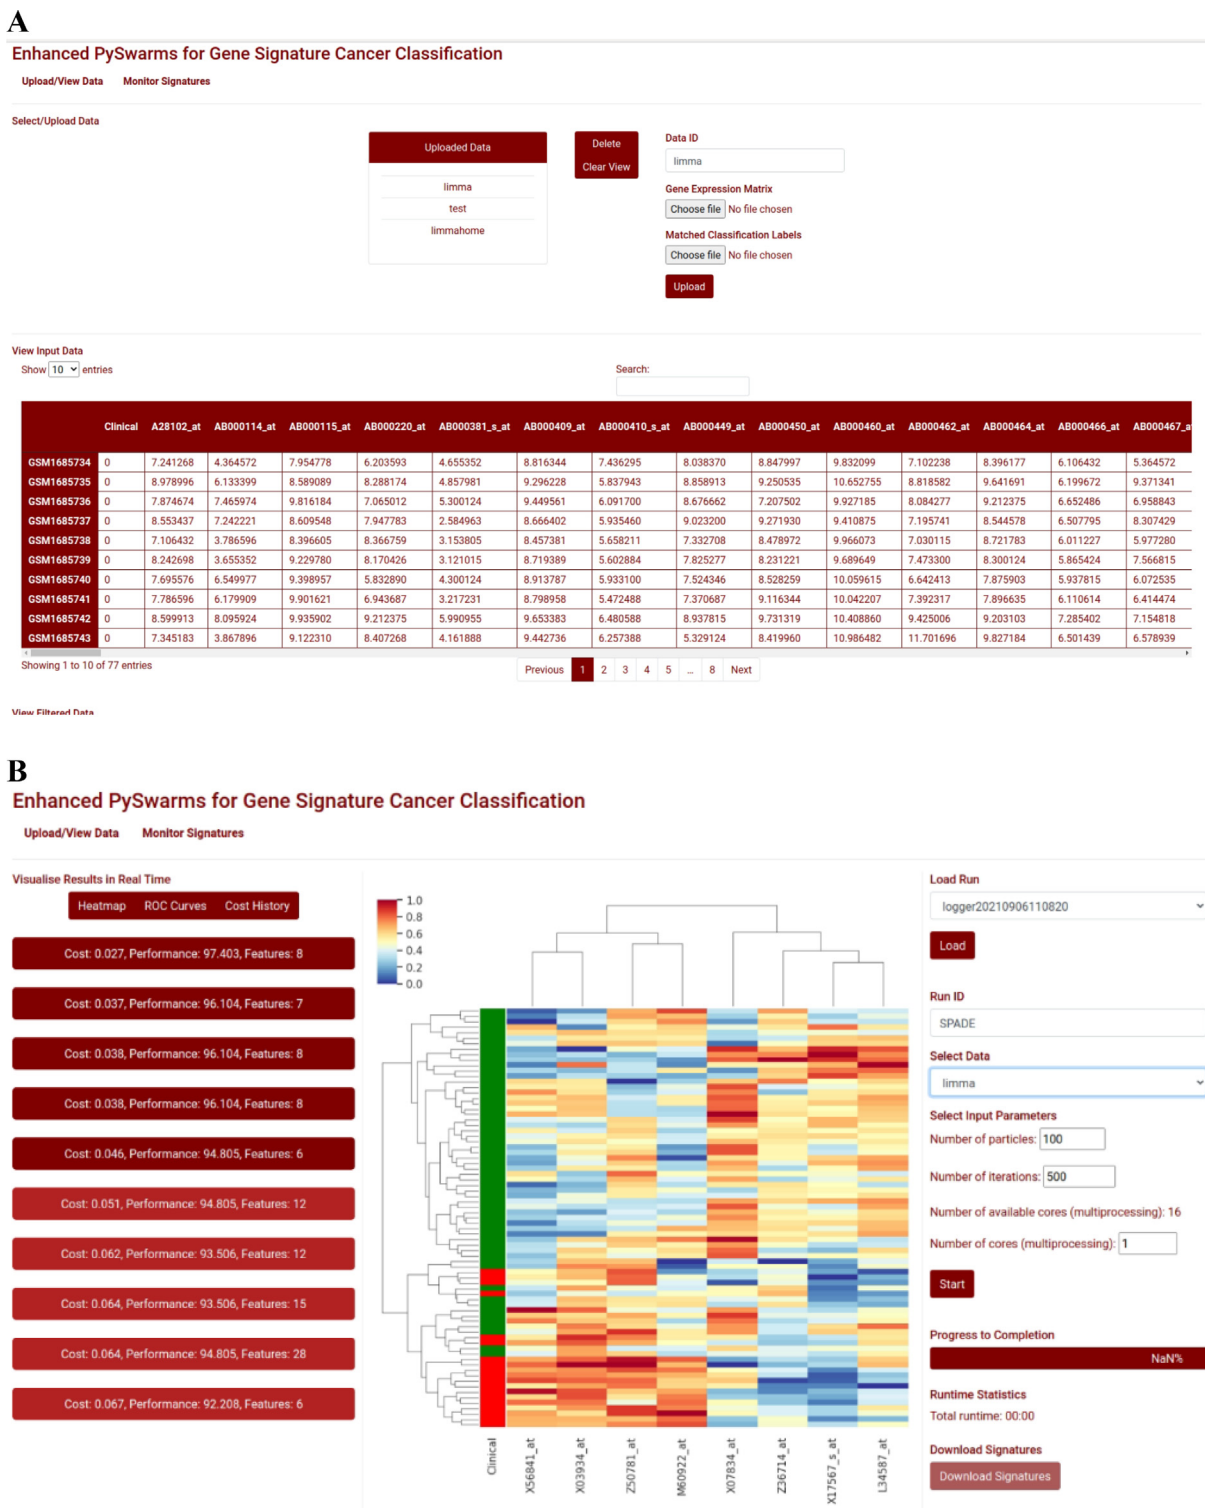 A
Enhanced PySwarms for Gene Signature Cancer Classification
Upload/View Data Monitor Signatures
Select/Upload Data
Uploaded Data
limma
test
limmahome
Delete
Clear View
Data ID
limma
Gene Expression Matrix
Choose file No file chosen
Matched Classification Labels
Choose file No file chosen
Upload
View Input Data
Show 10 entries
Search:
Clinical A28102_at AB000114_at AB000115_at AB000220_at AB000381_s_at AB000409_at AB000410_s_at AB000449_at AB000450_at AB000460_at AB000462_at AB000464_at AB000466_at AB000467_a
GSM1685734 0 7.241268 4.364572 7.954778 6.203593 4.655352 8.816344 7.436295 8.038370 8.847997 9.832099 7.102238 8.396177 6.106432 5.364572
GSM1685735 0 8.978996 6.133399 8.589089 8.288174 4.857981 9.296228 5.837943 8.858913 9.250535 10.652755 8.818582 9.641691 6.199672 9.371341
GSM1685736 0 7.874674 7.465974 9.816184 7.065012 5.300124 9.449561 6.091700 8.676662 7.207502 9.927185 8.084277 9.212375 6.652486 6.958843
GSM1685737 0 8.553437 7.242221 8.609548 7.947783 2.584963 8.666402 5.935460 9.023200 9.271930 9.410875 7.195741 8.544578 6.507795 8.307429
GSM1685738 0 7.106432 3.786596 8.396605 8.366759 3.153805 8.457381 5.658211 7.332708 8.478972 9.966073 7.030115 8.721783 6.011227 5.977280
GSM1685739 0 8.242698 3.655352 9.229780 8.170426 3.121015 8.719389 5.602884 7.825277 8.231221 9.689649 7.473300 8.300124 5.865424 7.566815
GSM1685740 0 7.695576 6.549977 9.398957 5.832890 4.300124 8.913787 5.933100 7.524346 8.528259 10.059615 6.642413 7.875903 5.937815 6.072535
GSM1685741 0 7.786596 6.179909 9.901621 6.943687 3.217231 8.798958 5.472488 7.370687 9.116344 10.042207 7.392317 7.896635 6.110614 6.414474
GSM1685742 0 8.599913 8.095924 9.935902 9.212375 5.990955 9.653383 6.480588 8.937815 9.731319 10.408860 9.425006 9.203103 7.285402 7.154818
GSM1685743 0 7.345183 3.867896 9.122310 8.407268 4.161888 9.442736 6.257388 5.329124 8.419960 10.986482 11.701696 9.827184 6.501439 6.578939
Showing 1 to 10 of 77 entries
Previous 1 2 3 4 5 … 8 Next
View Filtered Data
B
Enhanced PySwarms for Gene Signature Cancer Classification
Upload/View Data Monitor Signatures
Visualise Results in Real Time
Heatmap ROC Curves Cost History
Cost: 0.027, Performance: 97.403, Features: 8
Cost: 0.037, Performance: 96.104, Features: 7
Cost: 0.038, Performance: 96.104, Features: 8
Cost: 0.038, Performance: 96.104, Features: 8
Cost: 0.046, Performance: 94.805, Features: 6
Cost: 0.051, Performance: 94.805, Features: 12
Cost: 0.062, Performance: 93.506, Features: 12
Cost: 0.064, Performance: 93.506, Features: 15
Cost: 0.064, Performance: 94.805, Features: 28
Cost: 0.067, Performance: 92.208, Features: 6
1.0
0.8
0.6
0.4
0.2
0.0
Clinical
X56841_at
X03934_at
Z50781_at
M60922_at
X07834_at
Z36714_at
X17567_s_at
L34587_at
Load Run
logger20210906110820
Load
Run ID
SPADE
Select Data
limma
Select Input Parameters
Number of particles: 100
Number of iterations: 500
Number of available cores (multiprocessing): 16
Number of cores (multiprocessing): 1
Start
Progress to Completion
NaN%
Runtime Statistics
Total runtime: 00:00
Download Signatures
Download Signatures